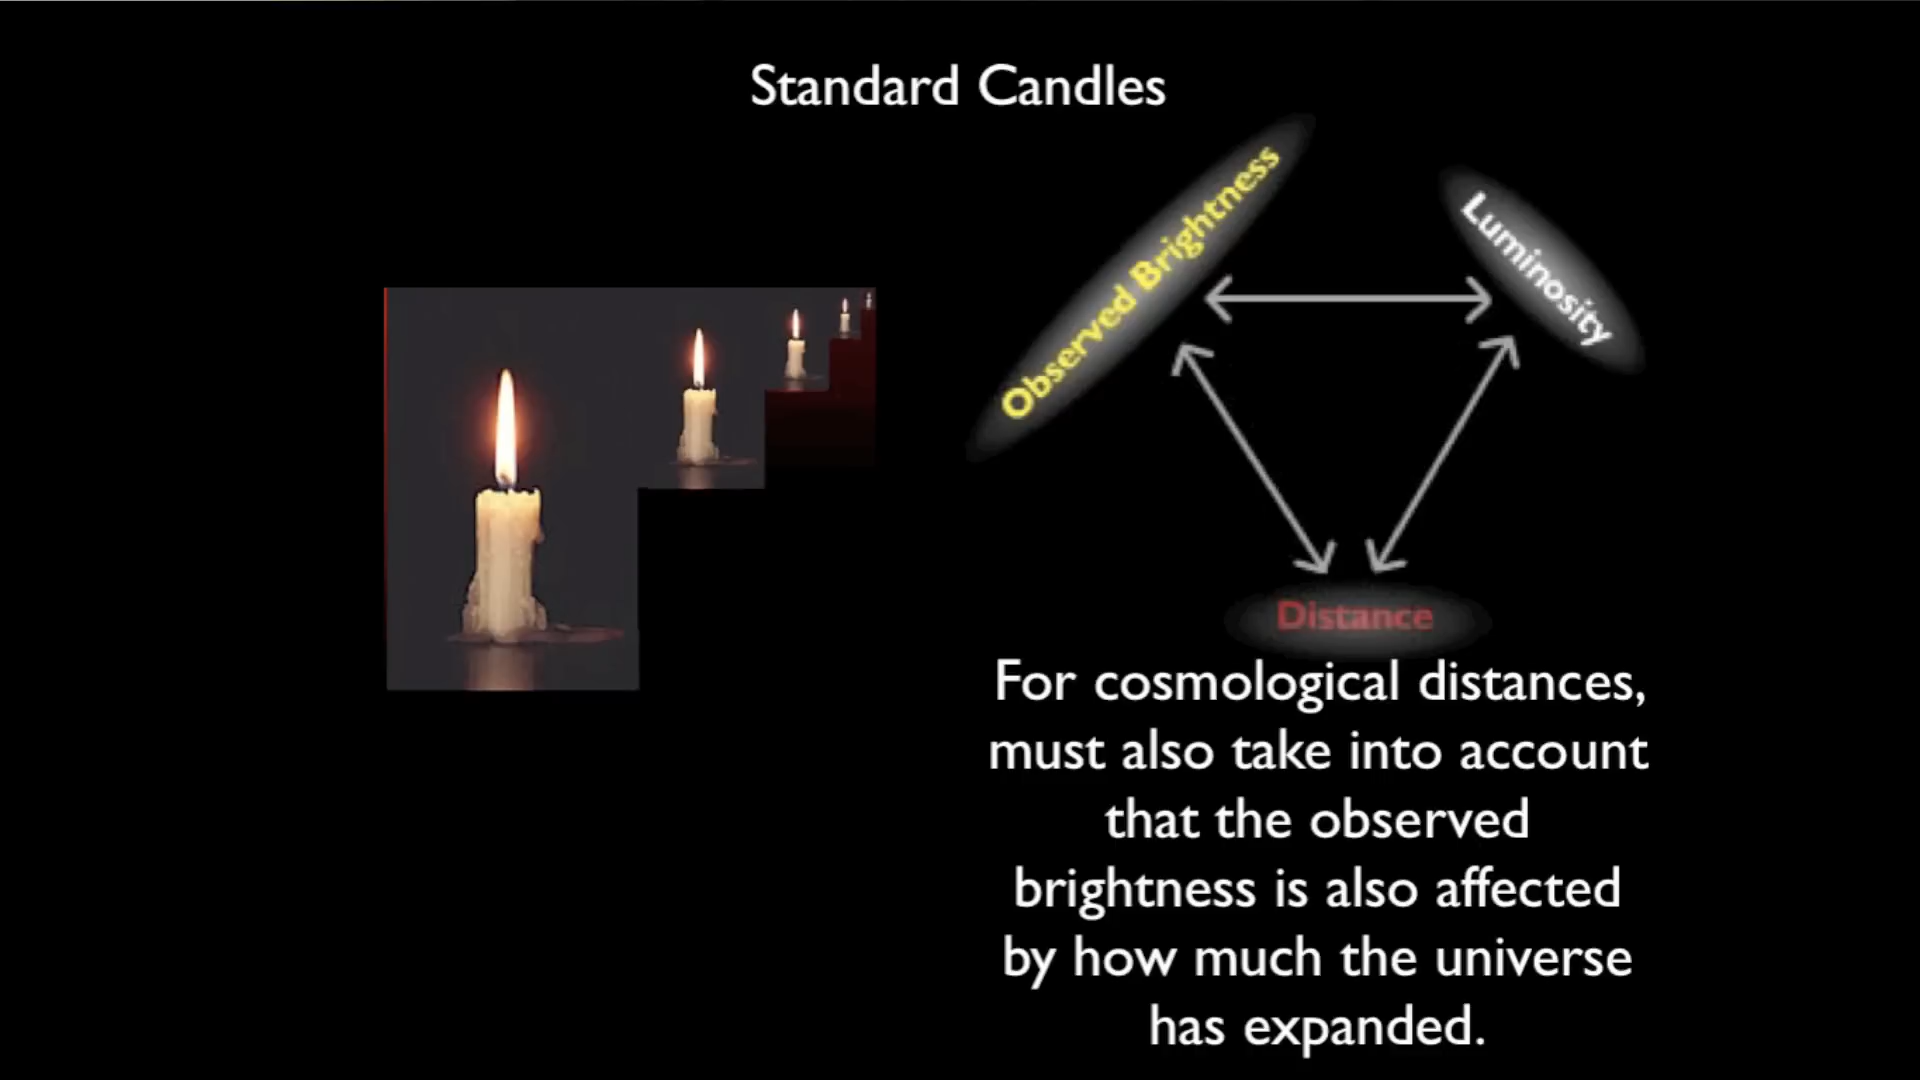 Standard Candles
Observed Brightness
Luminosity
Distance
For cosmological distances,
must also take into account
that the observed
brightness is also affected
by how much the universe
has expanded.